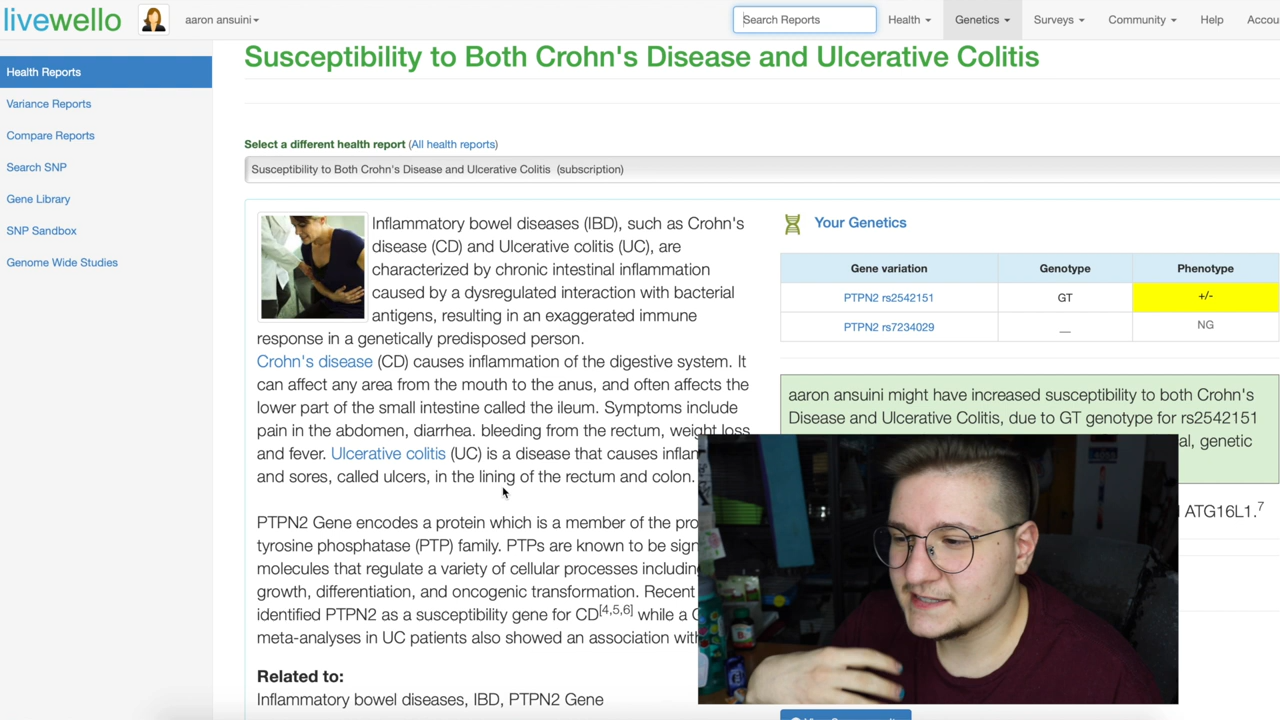 livewello
aaron ansuini
Search Reports
Health
Genetics
Surveys
Community
Help
Health Reports
Variance Reports
Compare Reports
Search SNP
Gene Library
SNP Sandbox
Genome Wide Studies
Susceptibility to Both Crohn's Disease and Ulcerative Colitis
Select a different health report (All health reports)
Susceptibility to Both Crohn's Disease and Ulcerative Colitis (subscription)
Inflammatory bowel diseases (IBD), such as Crohn's
disease (CD) and Ulcerative colitis (UC), are
characterized by chronic intestinal inflammation
caused by a dysregulated interaction with bacterial
antigens, resulting in an exaggerated immune
response in a genetically predisposed person.
Crohn's disease (CD) causes inflammation of the digestive system. It
can affect any area from the mouth to the anus, and often affects the
lower part of the small intestine called the ileum. Symptoms include
pain in the abdomen, diarrhea. bleeding from the rectum, weight loss
and fever. Ulcerative colitis (UC) is a disease that causes
and sores, called ulcers, in the lining of the rectum and colon.
PTPN2 Gene encodes a protein which is a member of the
tyrosine phosphatase (PTP) family. PTPs are known to be
molecules that regulate a variety of cellular processes
growth, differentiation, and oncogenic transformation. Recent
identified PTPN2 as a susceptibility gene for CD[4,5,6] while a
meta-analyses in UC patients also showed an association
Related to:
Inflammatory bowel diseases, IBD, PTPN2 Gene
Your Genetics
Gene variation Genotype Phenotype
PTPN2 rs2542151 GT +/-
PTPN2 rs7234029 __ NG
aaron ansuini might have increased susceptibility to both Crohn's
Disease and Ulcerative Colitis, due to GT genotype for rs2542151
genetic
ATG16L1.7